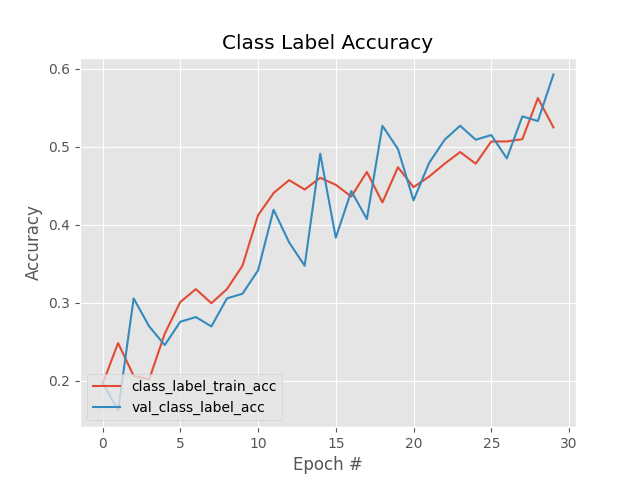 Class Label Accuracy
0.6
0.5
0.4
0.3
0.2
Accuracy
class_label_train_acc
val_class_label_acc
0 5 10 15 20 25 30
Epoch #